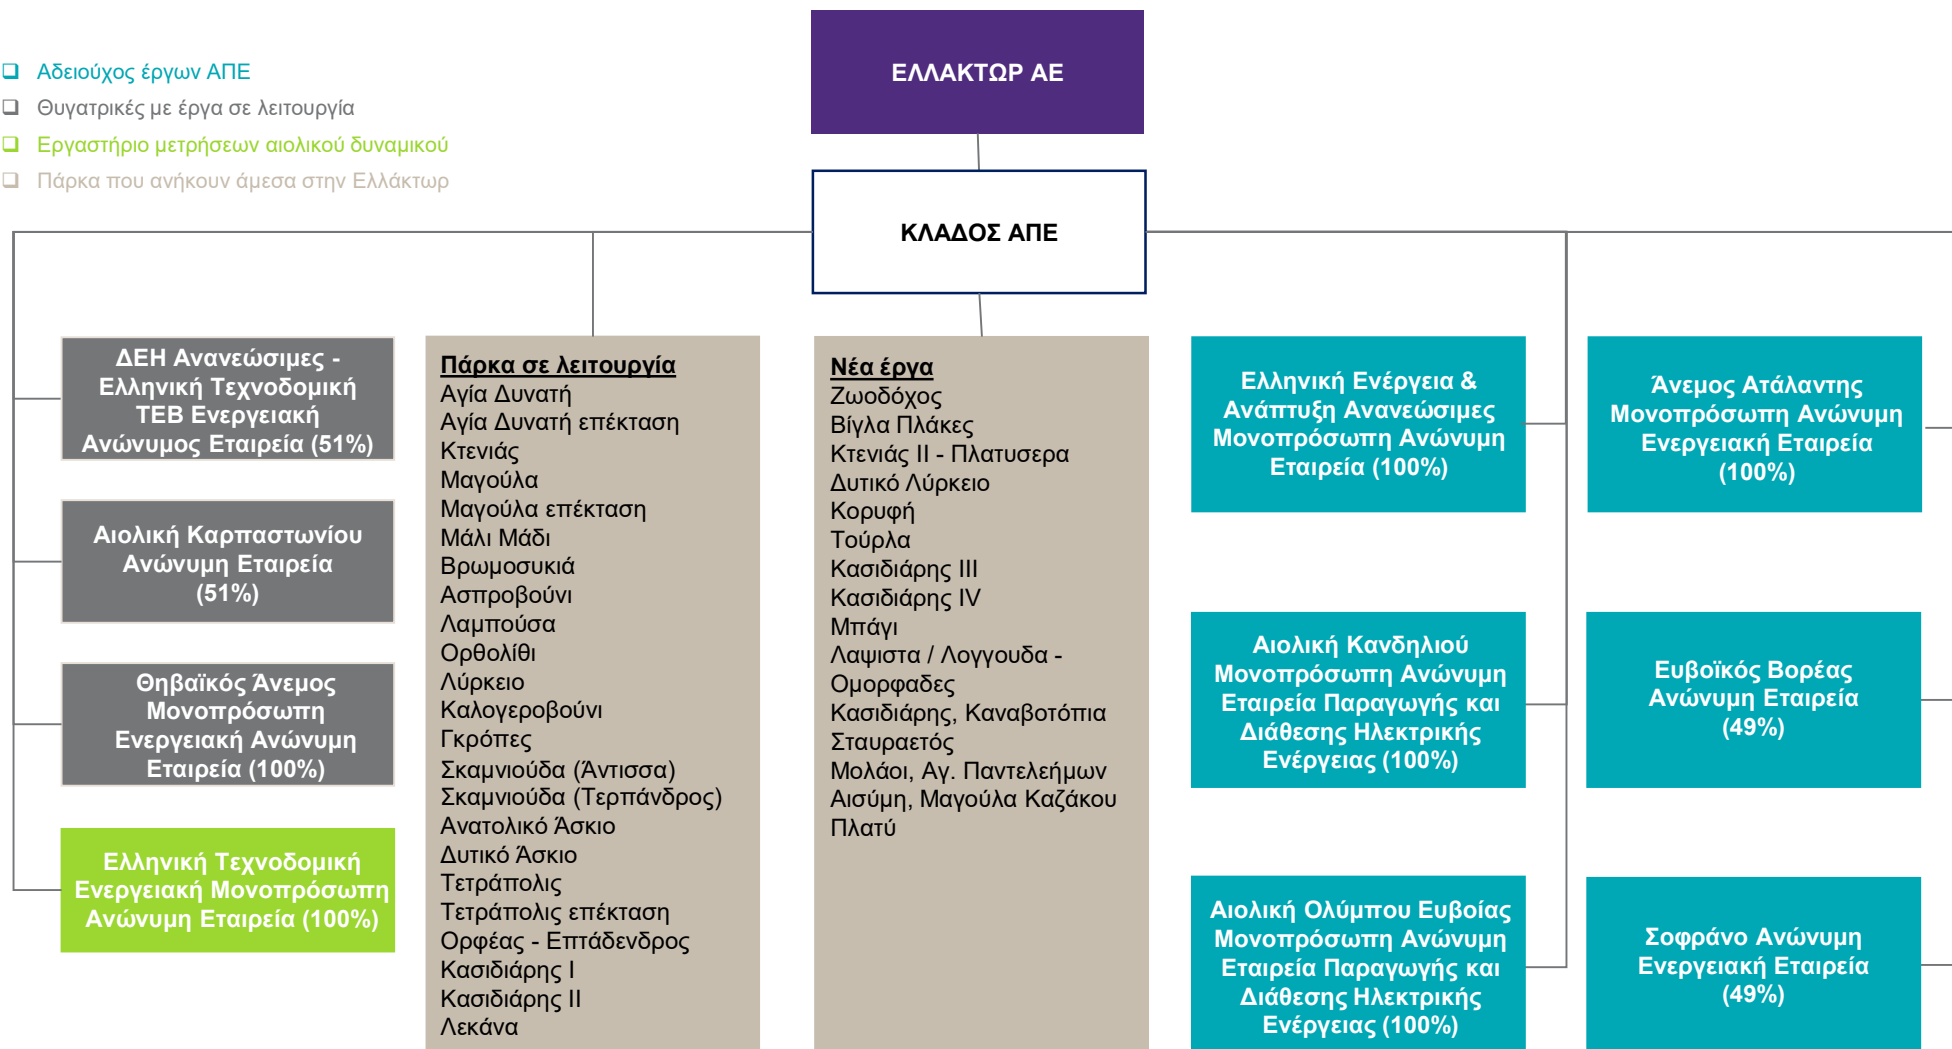 Αδειούχος έργων ΑΠΕ
Θυγατρικές με έργα σε λειτουργία
Εργαστήριο μετρήσεων αιολικού δυναμικού
Πάρκα που ανήκουν άμεσα στην Ελλάκτωρ
ΕΛΛΑΚΤΩΡ ΑΕ
ΚΛΑΔΟΣ ΑΠΕ
ΔΕΗ Ανανεώσιμες -
Ελληνική Τεχνοδομική
ΤΕΒ Ενεργειακή
Ανώνυμος Εταιρεία (51%)
Αιολική Καρπαστωνίου
Ανώνυμη Εταιρεία
(51%)
Θηβαϊκός Άνεμος
Μονοπρόσωπη
Ενεργειακή Ανώνυμη
Εταιρεία (100%)
Ελληνική Τεχνοδομική
Ενεργειακή Μονοπρόσωπη
Ανώνυμη Εταιρεία (100%)
Πάρκα σε λειτουργία
Αγία Δυνατή
Αγία Δυνατή επέκταση
Κτενιάς
Μαγούλα
Μαγούλα επέκταση
Μάλι Μάδι
Βρωμοσυκιά
Ασπροβούνι
Λαμπούσα
Ορθολίθι
Λύρκειο
Καλογεροβούνι
Γκρόπες
Σκαμνιούδα (Άντισσα)
Σκαμνιούδα (Τερπάνδρος)
Ανατολικό Άσκιο
Δυτικό Άσκιο
Τετράπολις
Τετράπολις επέκταση
Ορφέας - Επτάδενδρος
Κασιδιάρης Ι
Κασιδιάρης ΙΙ
Λεκάνα
Νέα έργα
Ζωοδόχος
Βίγλα Πλάκες
Κτενιάς ΙΙ - Πλατυσερα
Δυτικό Λύρκειο
Κορυφή
Τούρλα
Κασιδιάρης ΙΙΙ
Κασιδιάρης IV
Μπάγι
Λαψιστα / Λογγουδα -
Ομορφαδες
Κασιδιάρης, Καναβοτόπια
Σταυραετός
Μολάοι, Αγ. Παντελεήμων
Αισύμη, Μαγούλα Καζάκου
Πλατύ
Ελληνική Ενέργεια &
Ανάπτυξη Ανανεώσιμες
Μονοπρόσωπη Ανώνυμη
Εταιρεία (100%)
Αιολική Κανδηλιού
Μονοπρόσωπη Ανώνυμη
Εταιρεία Παραγωγής και
Διάθεσης Ηλεκτρικής
Ενέργειας (100%)
Αιολική Ολύμπου Ευβοίας
Μονοπρόσωπη Ανώνυμη
Εταιρεία Παραγωγής και
Διάθεσης Ηλεκτρικής
Ενέργειας (100%)
Άνεμος Αταλάντης
Μονοπρόσωπη Ανώνυμη
Ενεργειακή Εταιρεία
(100%)
Ευβοϊκός Βορέας
Ανώνυμη Εταιρεία
(49%)
Σοφράνο Ανώνυμη
Ενεργειακή Εταιρεία
(49%)